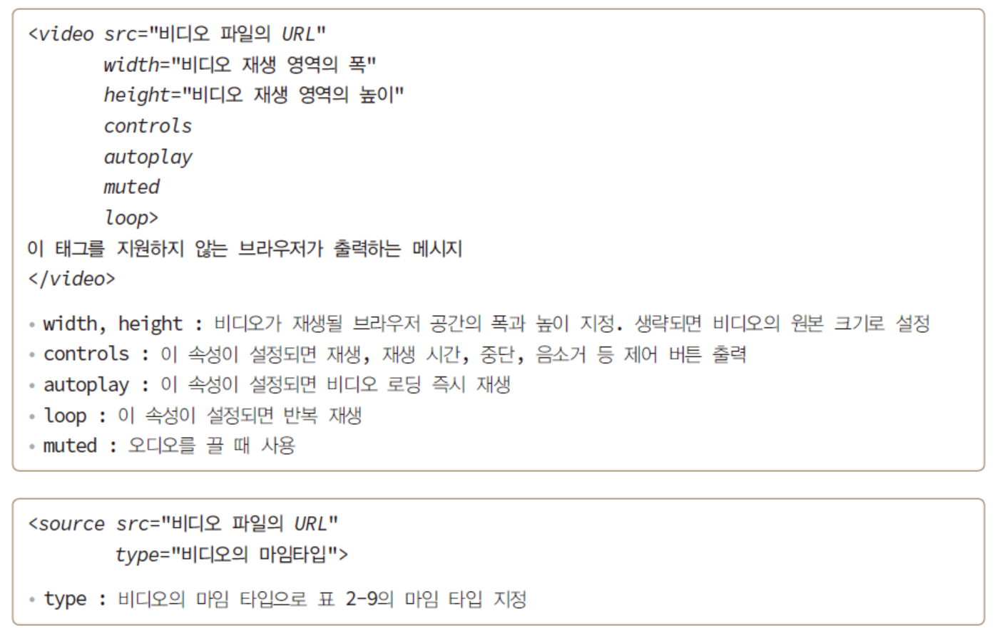 <video src="비디오 파일의 URL"
width="비디오 재생 영역의 폭"
height="비디오 재생 영역의 높이"
controls
autoplay
muted
loop>
이 태그를 지원하지 않는 브라우저가 출력하는 메시지
</video>
• width, height : 비디오가 재생될 브라우저 공간의 폭과 높이 지정. 생략되면 비디오의 원본 크기로 설정
• controls : 이 속성이 설정되면 재생, 재생 시간, 중단, 음소거 등 제어 버튼 출력
• autoplay : 이 속성이 설정되면 비디오 로딩 즉시 재생
• loop : 이 속성이 설정되면 반복 재생
• muted : 오디오를 끌 때 사용
<source src="비디오 파일의 URL"
type="비디오의 마임타입">
• type : 비디오의 마임 타입으로 표 2-9의 마임 타입 지정